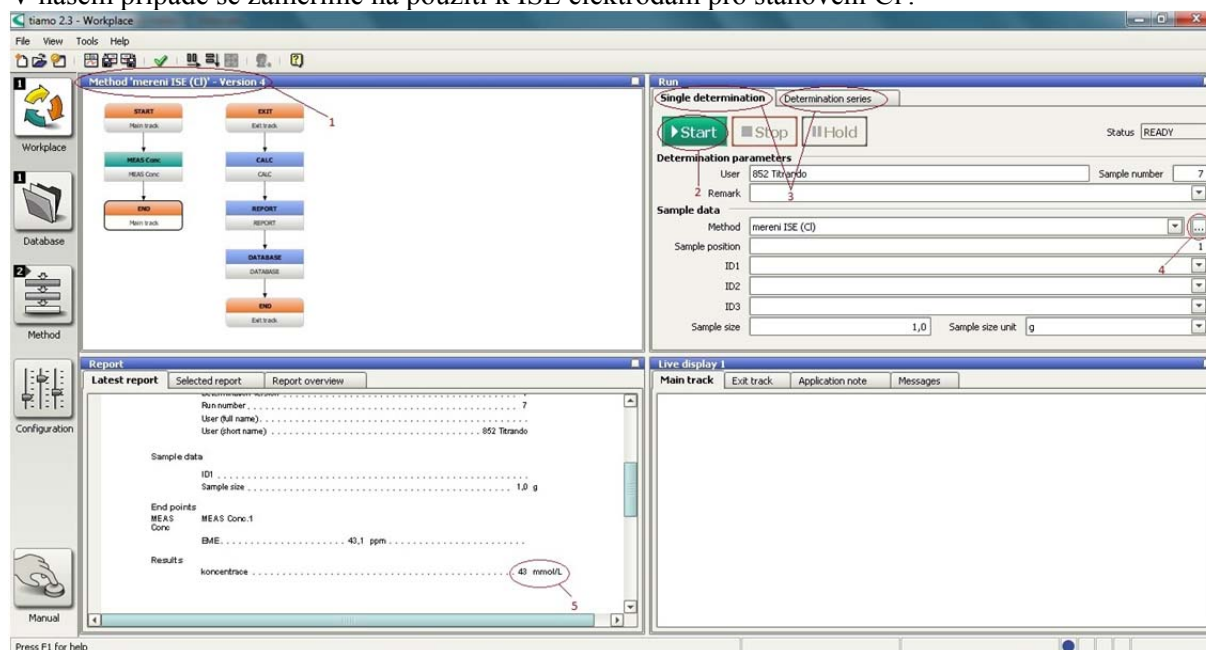 V našem případě se zaměříme na použití k ISE elektrodám pro stanovení Cl-.
tiamo 2.3 - Workplace
File View Tools Help
1
Workplace
1
Database
2
Method
Configuration
Manual
Method 'mereni ISE (Cl)' - Version 4
1
START
Main track
MEAS Conc
MEAS Conc
END
Main track
EXIT
Exit track
CALC
CALC
REPORT
REPORT
DATABASE
DATABASE
END
Exit track
Run
Single determination Determination series
Start Stop Hold
Status READY
Determination parameters
User 852 Titrando Sample number 7
2 Remark 3
Sample data
Method mereni ISE (Cl) ...
Sample position 1
4
ID1
ID2
ID3
Sample size 1,0 Sample size unit g
Report
Latest report Selected report Report overview
Run number 7
User (full name)
User (short name) 852 Titrando
Sample data
ID1
Sample size 1,0 g
End points
MEAS Conc MEAS Conc.1
EME 43,1 ppm
Results
koncentrace 43 mmol/L
5
Live display 1
Main track Exit track Application note Messages
Press F1 for help